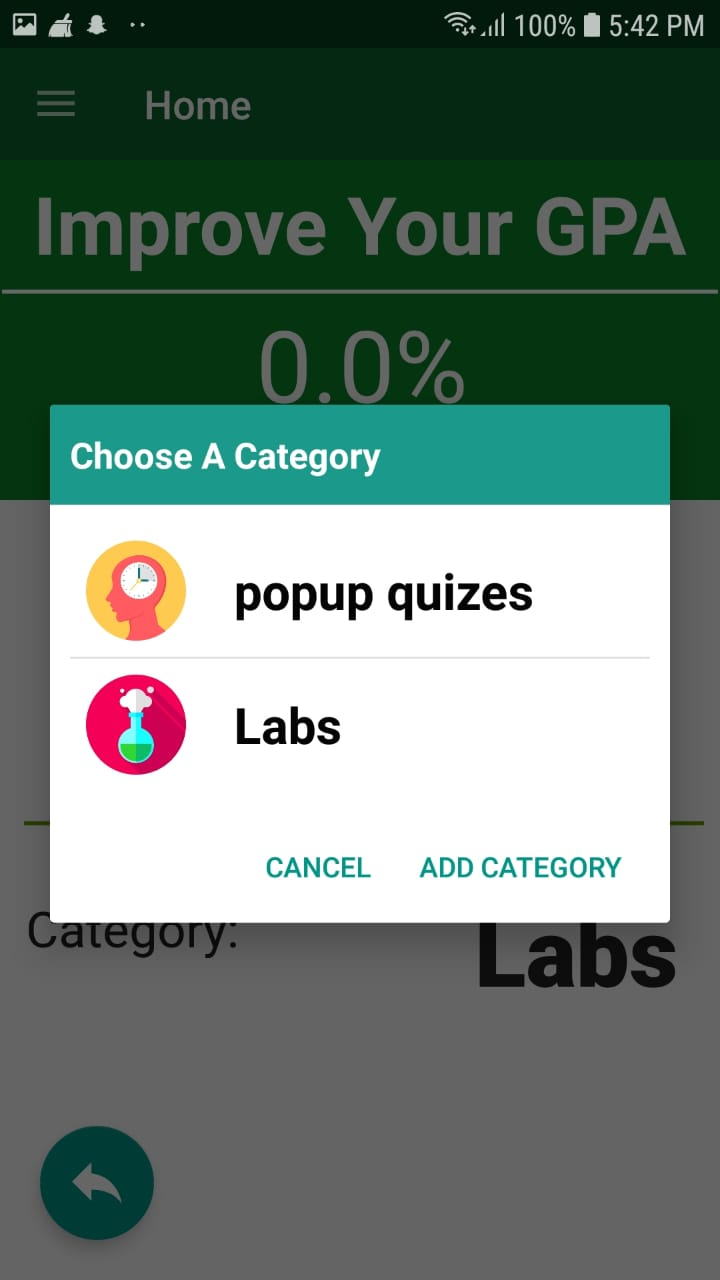 100% 5:42 PM
Home
Improve Your GPA
0.0%
Choose A Category
popup quizes
Labs
CANCEL ADD CATEGORY
Category: Labs